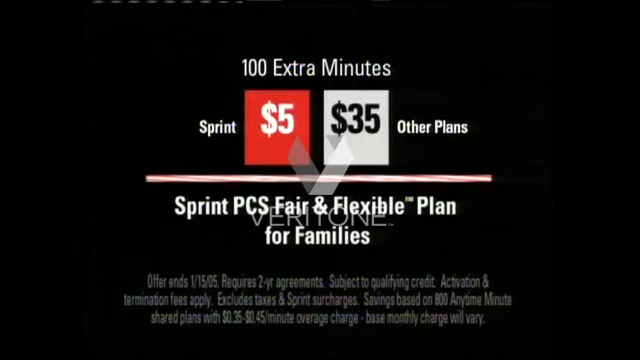 100 Extra Minutes
Sprint $5 $35 Other Plans
Sprint PCS Fair & Flexible™ Plan
VERITONE™
for Families
Offer ends 1/15/05. Requires 2-yr agreements. Subject to qualifying credit. Activation &
termination fees apply. Excludes taxes & Sprint surcharges. Savings based on 800 Anytime Minute
shared plans with $0.35-$0.45/minute overage charge - base monthly charge will vary.